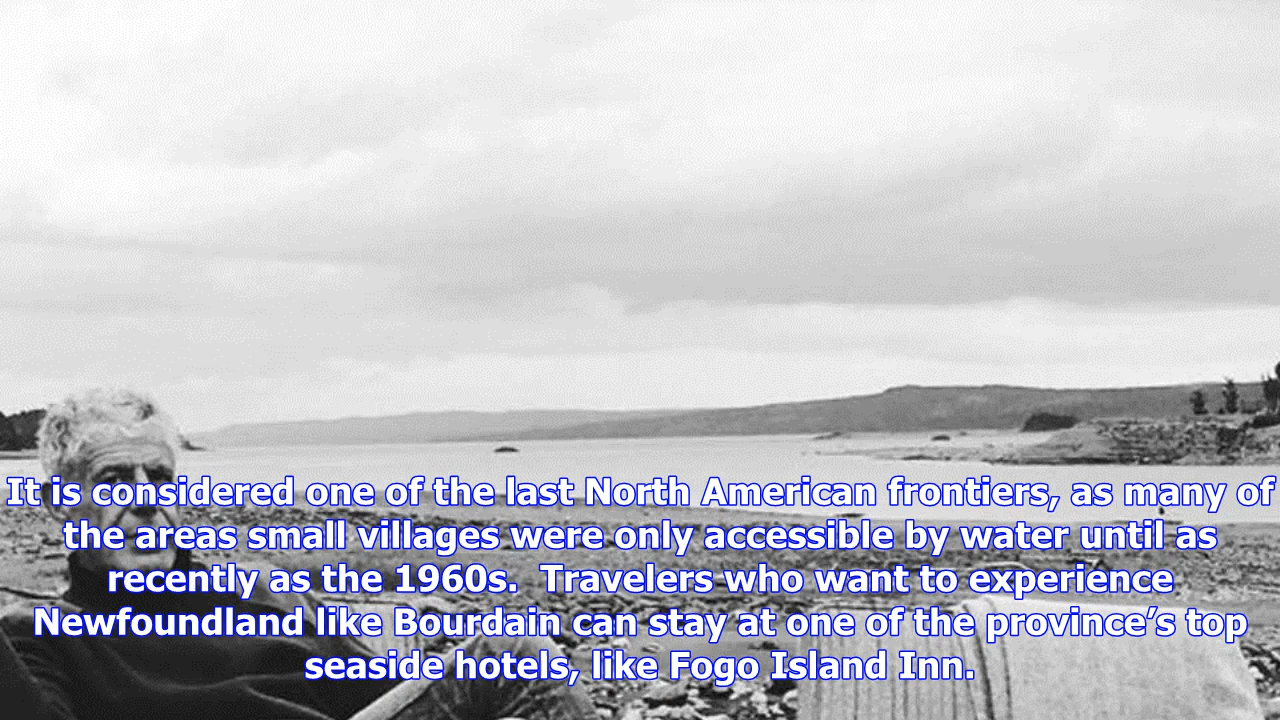 It is considered one of the last North American frontiers, as many of
the areas small villages were only accessible by water until as
recently as the 1960s.  Travelers who want to experience
Newfoundland like Bourdain can stay at one of the province’s top
seaside hotels, like Fogo Island Inn.